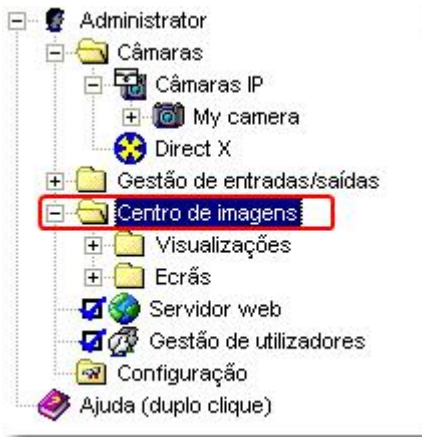 Administrator
Câmaras
Câmaras IP
My camera
Direct X
Gestão de entradas/saídas
Centro de imagens
Visualizações
Ecrãs
Servidor web
Gestão de utilizadores
Configuração
Ajuda (duplo clique)